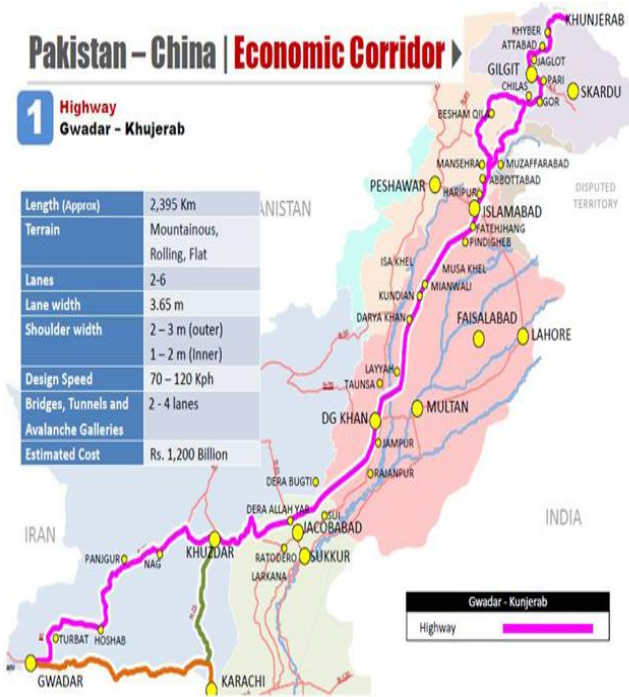 Pakistan – China | Economic Corridor
1
Highway
Gwadar – Khujerab
Length (Approx) 2,395 Km
Terrain Mountainous,
Rolling, Flat
Lanes 2-6
Lane width 3.65 m
Shoulder width 2 – 3 m (outer)
1 – 2 m (Inner)
Design Speed 70 – 120 Kph
Bridges, Tunnels and 2 - 4 lanes
Avalanche Galleries
Estimated Cost Rs. 1,200 Billion
KHUNJERAB
KHYBER
ATTABAD
JAGLOT
GILGIT
PARI
CHILAS
SKARDU
GOR
BESHAM QILA
MANSEHRA
MUZAFFARABAD
ABBOTTABAD
PESHAWAR
HARIPUR
DISPUTED
TERRITORY
ISLAMABAD
ANISTAN
FATEHJHANG
PINDIGHEB
ISA KHEL
MUSA KHEL
MIANWALI
KUNDIAN
DARYA KHAN
FAISALABAD
LAHORE
LAYYAH
TAUNSA
DG KHAN
MULTAN
JAMPUR
RAJANPUR
DERA BUGTI
DERA ALLAH YAR
SUI
INDIA
IRAN
JACOBABAD
KHUZDAR
RATODERO
SUKKUR
PANJGUR
NAG
LARKANA
TURBAT
HOSHAB
GWADAR
KARACHI
Gwadar - Kunjerab
Highway